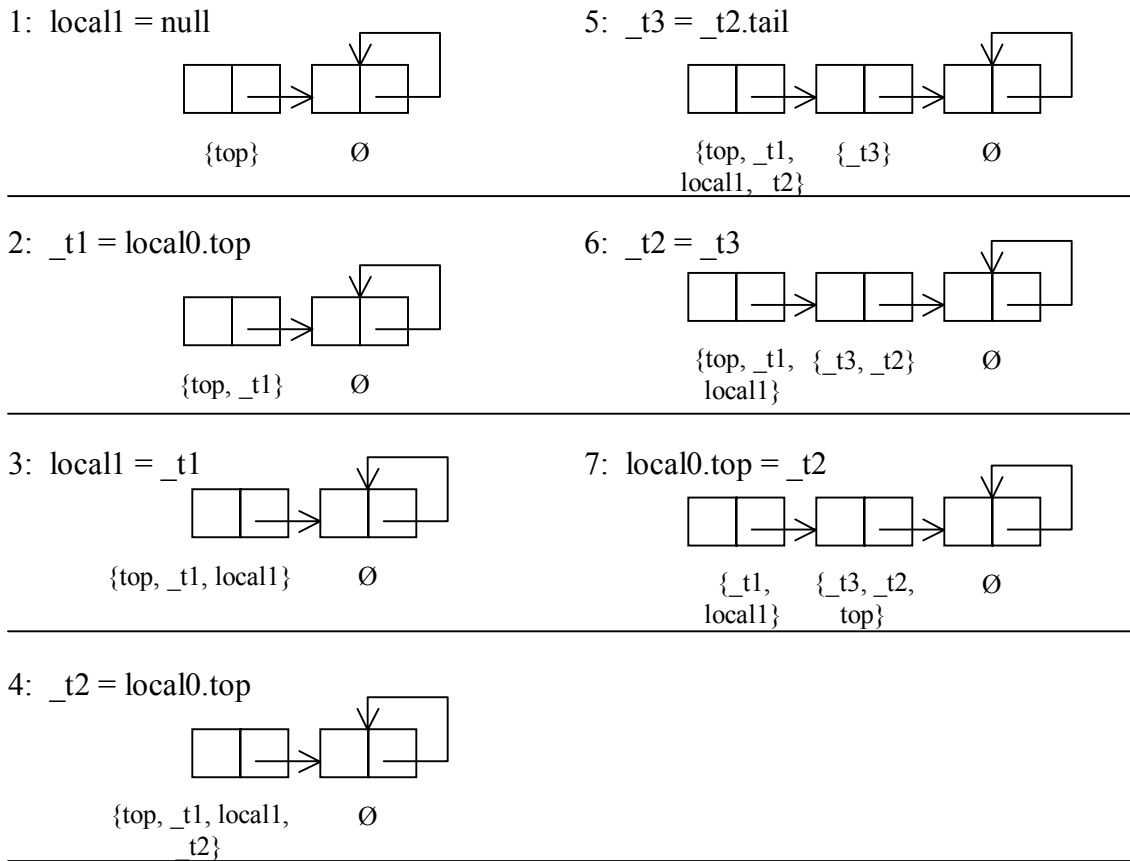 1: local1 = null
{top} Ø
2: _t1 = local0.top
{top, _t1} Ø
3: local1 = _t1
{top, _t1, local1} Ø
4: _t2 = local0.top
{top, _t1, local1,
_t2}
Ø
5: _t3 = _t2.tail
{top, _t1,
local1, _t2}
{_t3}
Ø
6: _t2 = _t3
{top, _t1,
local1}
{_t3, _t2}
Ø
7: local0.top = _t2
{_t1,
local1}
{_t3, _t2,
top}
Ø